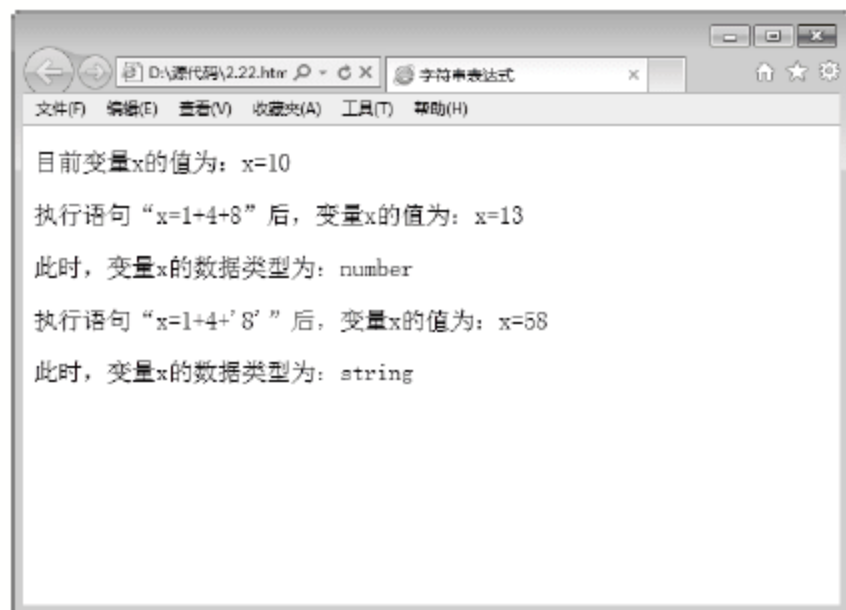 D:\源代码\2.22.htm
字符串表达式
文件(F) 编辑(E) 查看(V) 收藏夹(A) 工具(T) 帮助(H)
目前变量x的值为：x=10
执行语句“x=1+4+8”后，变量x的值为：x=13
此时，变量x的数据类型为：number
执行语句“x=1+4+'8'”后，变量x的值为：x=58
此时，变量x的数据类型为：string